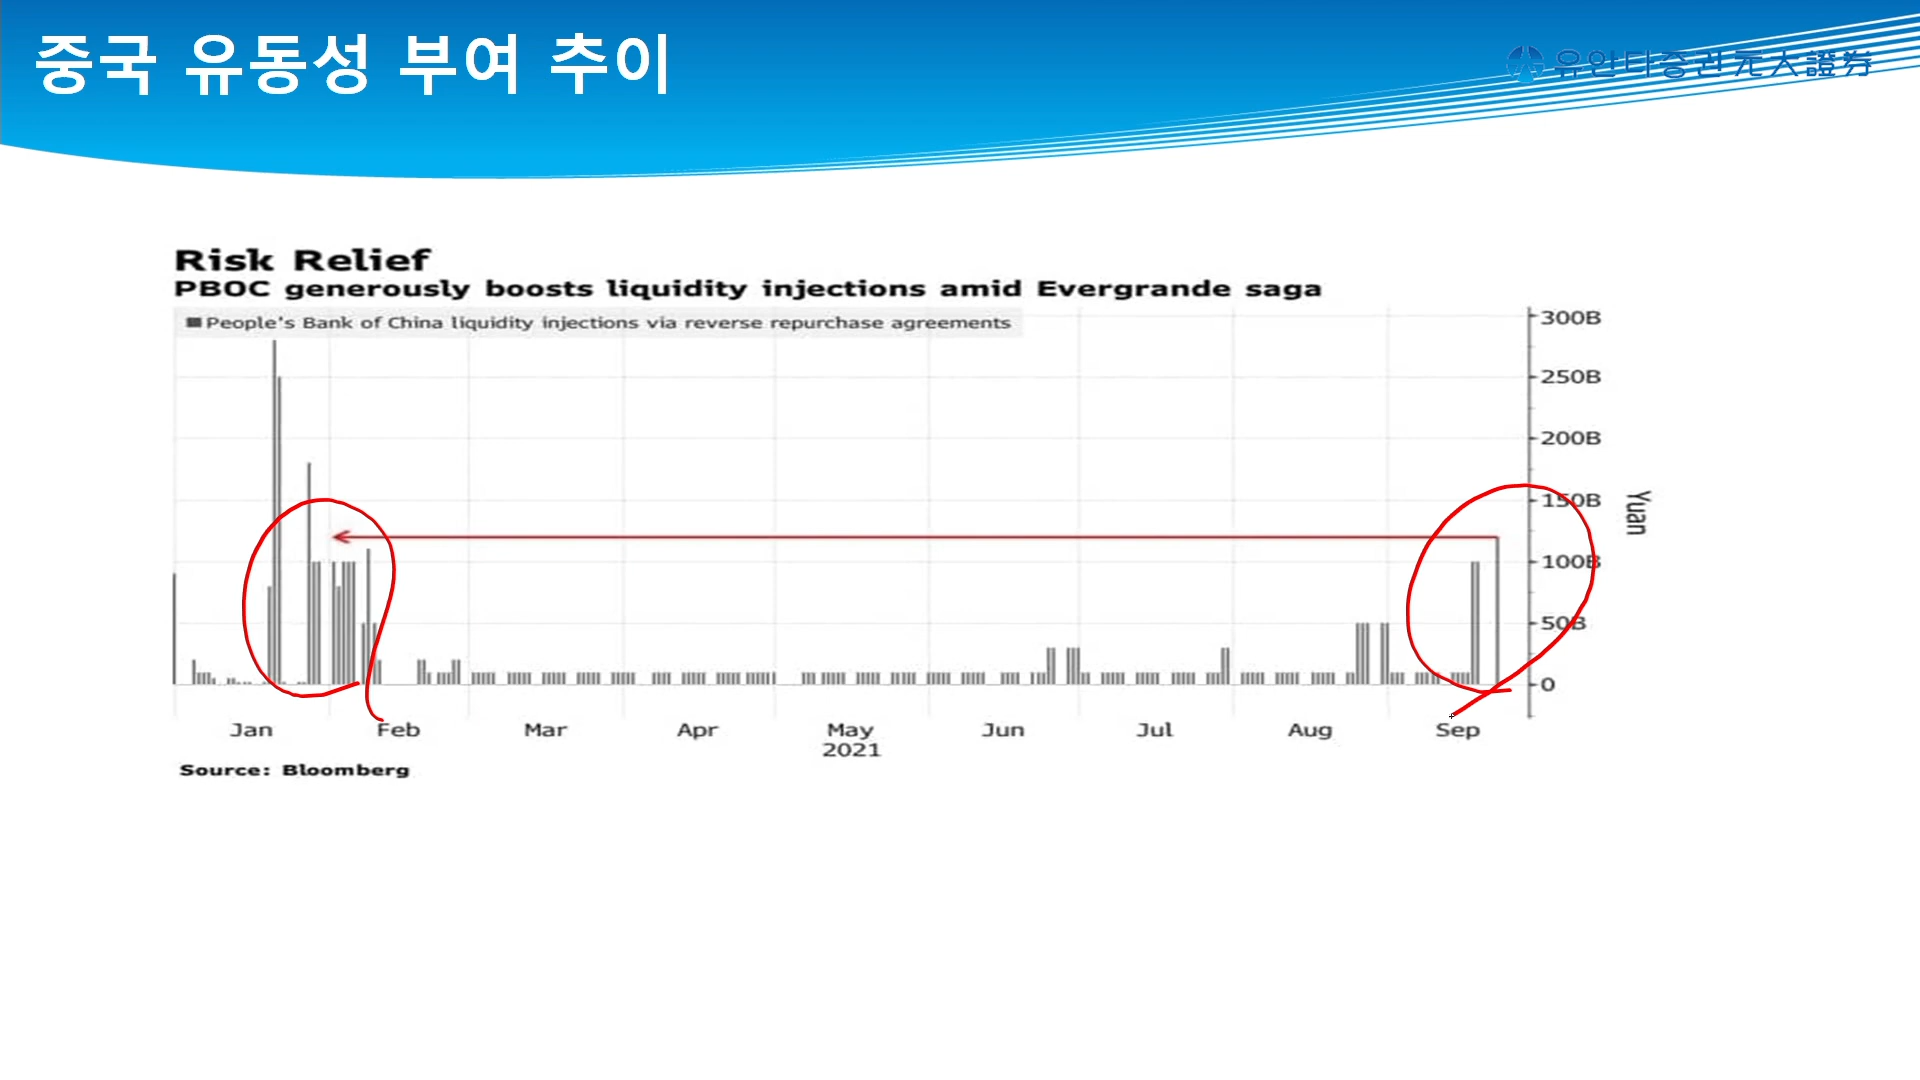 중국 유동성 부여 추이
유안타증권 元大證券
Risk Relief
PBOC generously boosts liquidity injections amid Evergrande saga
People's Bank of China liquidity injections via reverse repurchase agreements
300B
250B
200B
150B
100B
50B
0
Yuan
Jan Feb Mar Apr May Jun Jul Aug Sep
2021
Source: Bloomberg